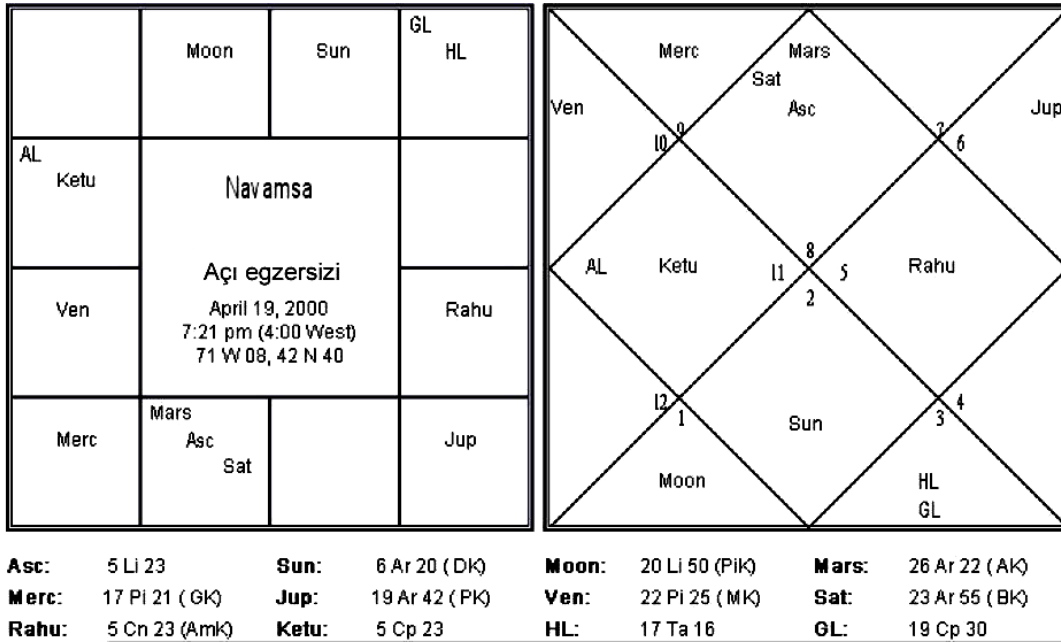 Moon
Sun
GL
HL
AL
Ketu
Navamsa
Açı egzersizi
April 19, 2000
7:21 pm (4:00 West)
71 W 08, 42 N 40
Ven
Rahu
Merc
Mars
Asc
Sat
Jup
Merc
Mars
Sat
Ven
Asc
Jup
9
7
10
6
8
AL
Ketu
11
5
Rahu
2
12
4
1
3
Sun
Moon
HL
GL
Asc: 5 Li 23 Sun: 6 Ar 20 (DK) Moon: 20 Li 50 (PiK) Mars: 26 Ar 22 (AK)
Merc: 17 Pi 21 (GK) Jup: 19 Ar 42 (PK) Ven: 22 Pi 25 (MK) Sat: 23 Ar 55 (BK)
Rahu: 5 Cn 23 (AmK) Ketu: 5 Cp 23 HL: 17 Ta 16 GL: 19 Cp 30